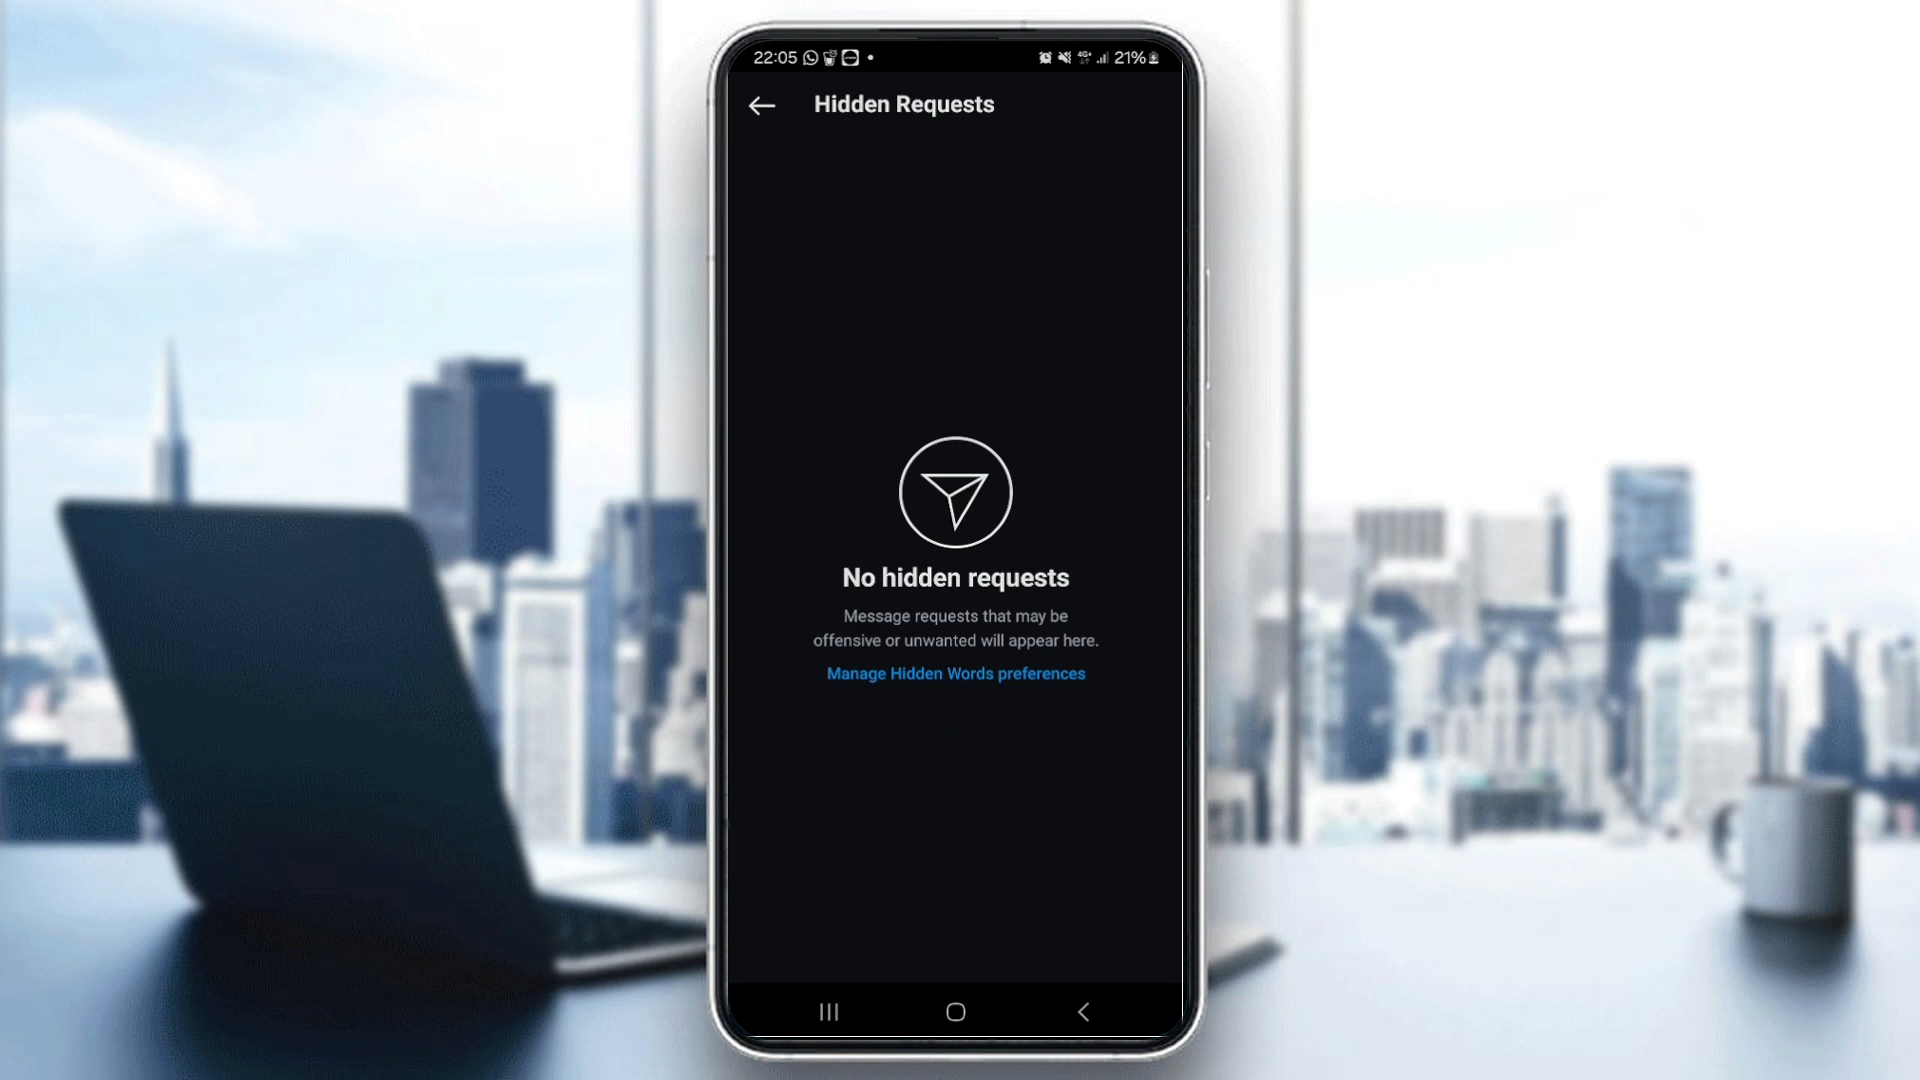 22:05 21%
Hidden Requests
No hidden requests
Message requests that may be
offensive or unwanted will appear here.
Manage Hidden Words preferences